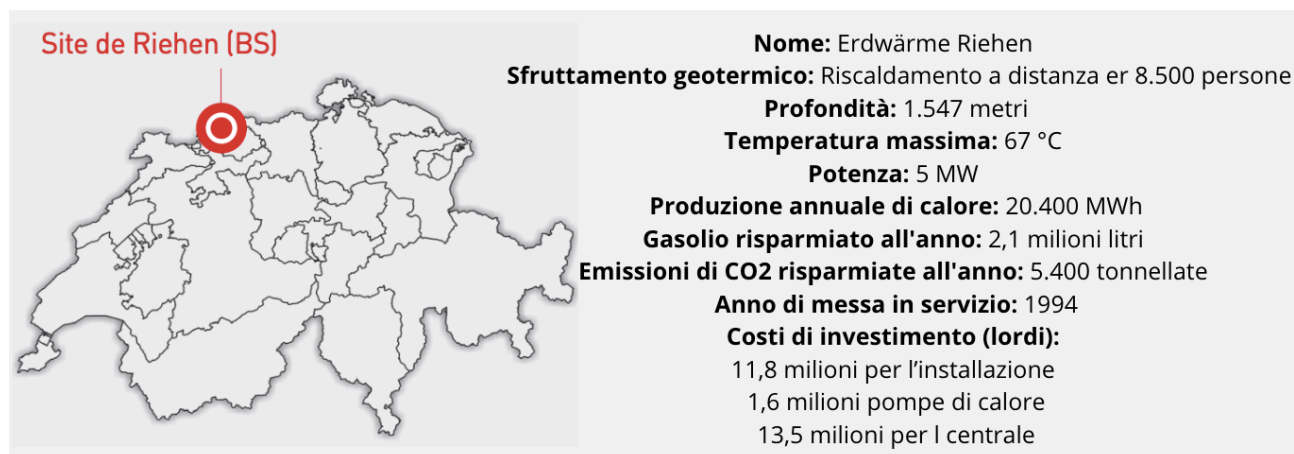 Site de Riehen (BS)
Nome: Erdwärme Riehen
Sfruttamento geotermico: Riscaldamento a distanza er 8.500 persone
Profondità: 1.547 metri
Temperatura massima: 67 °C
Potenza: 5 MW
Produzione annuale di calore: 20.400 MWh
Gasolio risparmiato all'anno: 2,1 milioni litri
Emissioni di CO2 risparmiate all'anno: 5.400 tonnellate
Anno di messa in servizio: 1994
Costi di investimento (lordi):
11,8 milioni per l’installazione
1,6 milioni pompe di calore
13,5 milioni per l centrale